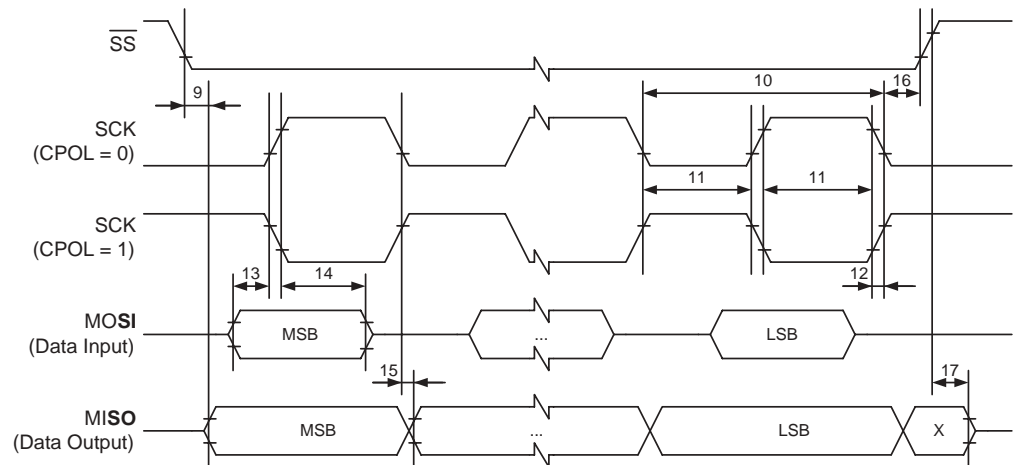 SS
9
10
16
SCK
(CPOL = 0)
11
11
SCK
(CPOL = 1)
13
14
12
MOSI
(Data Input)
MSB
...
LSB
15
17
MISO
(Data Output)
MSB
...
LSB
X